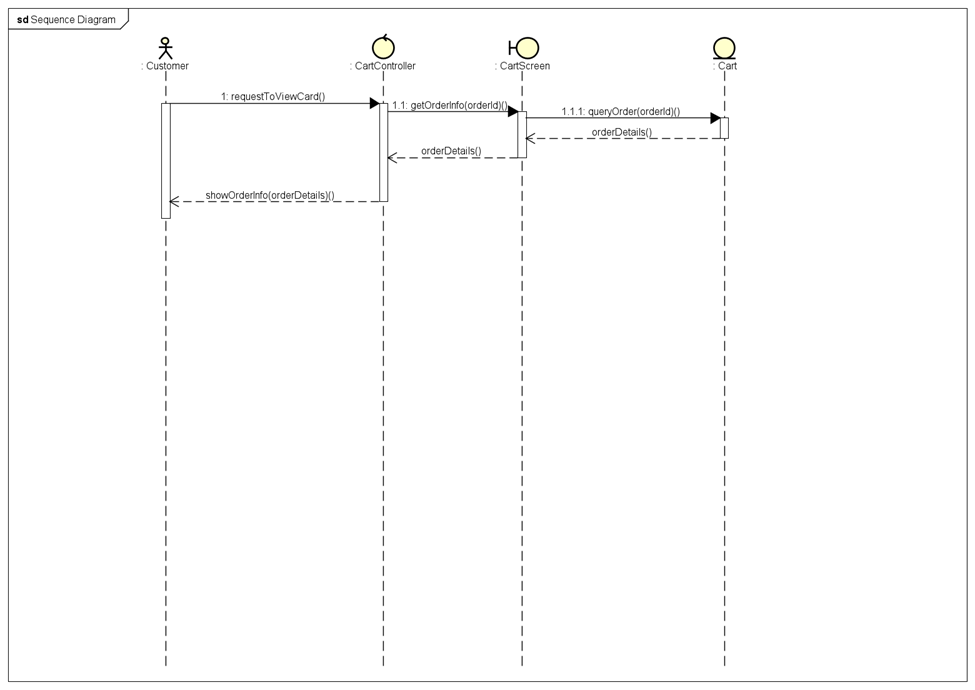 sd Sequence Diagram
: Customer
: CartController
: CartScreen
: Cart
1: requestToViewCard()
1.1: getOrderInfo(orderId)()
1.1.1: queryOrder(orderId)()
orderDetails()
orderDetails()
showOrderInfo(orderDetails)()